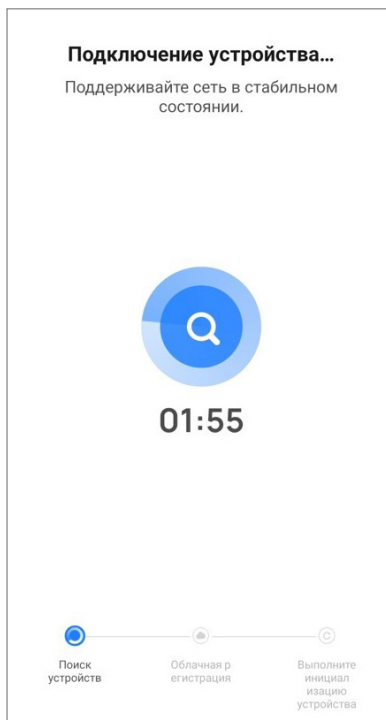 Подключение устройства...
Поддерживайте сеть в стабильном
состоянии.
01:55
Поиск
устройств
Облачная р
егистрация
Выполните
инициал
изацию
устройства